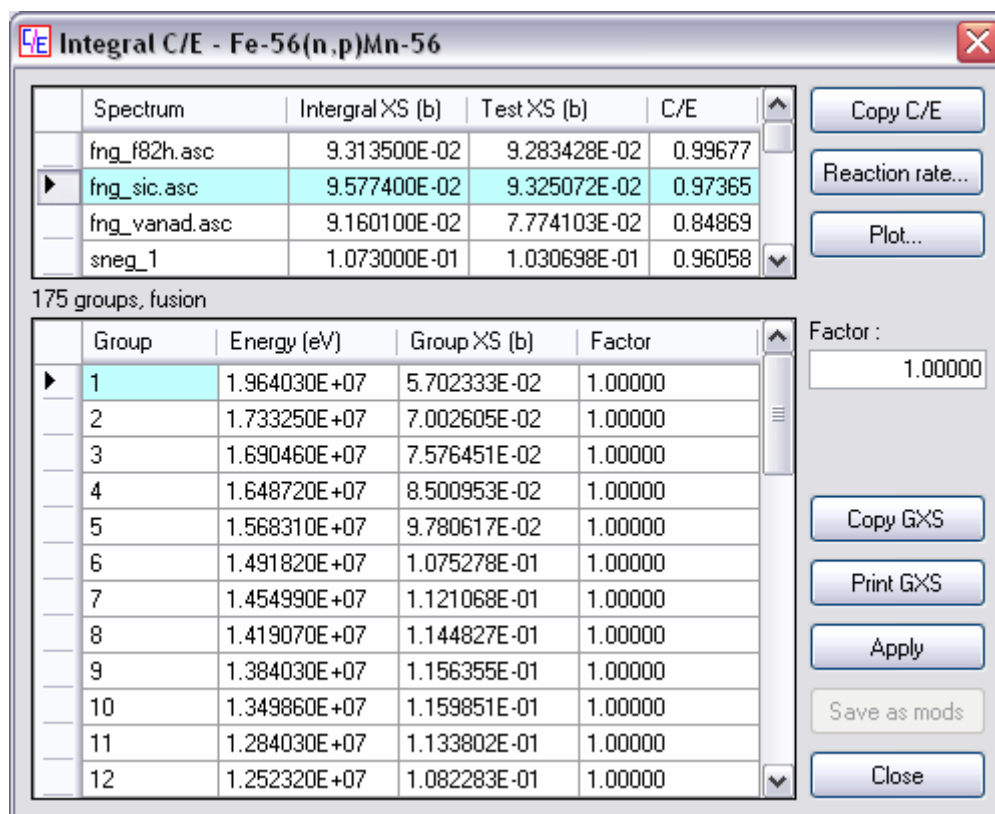 C/E Integral C/E - Fe-56(n,p)Mn-56
Spectrum Intergral XS (b) Test XS (b) C/E
fng_f82h.asc 9.313500E-02 9.283428E-02 0.99677
fng_sic.asc 9.577400E-02 9.325072E-02 0.97365
fng_vanad.asc 9.160100E-02 7.774103E-02 0.84869
sneg_1 1.073000E-01 1.030698E-01 0.96058
Copy C/E
Reaction rate...
Plot...
175 groups, fusion
Group Energy (eV) Group XS (b) Factor
1 1.964030E+07 5.702333E-02 1.00000
2 1.733250E+07 7.002605E-02 1.00000
3 1.690460E+07 7.576451E-02 1.00000
4 1.648720E+07 8.500953E-02 1.00000
5 1.568310E+07 9.780617E-02 1.00000
6 1.491820E+07 1.075278E-01 1.00000
7 1.454990E+07 1.121068E-01 1.00000
8 1.419070E+07 1.144827E-01 1.00000
9 1.384030E+07 1.156355E-01 1.00000
10 1.349860E+07 1.159851E-01 1.00000
11 1.284030E+07 1.133802E-01 1.00000
12 1.252320E+07 1.082283E-01 1.00000
Factor :
1.00000
Copy GXS
Print GXS
Apply
Save as mods
Close